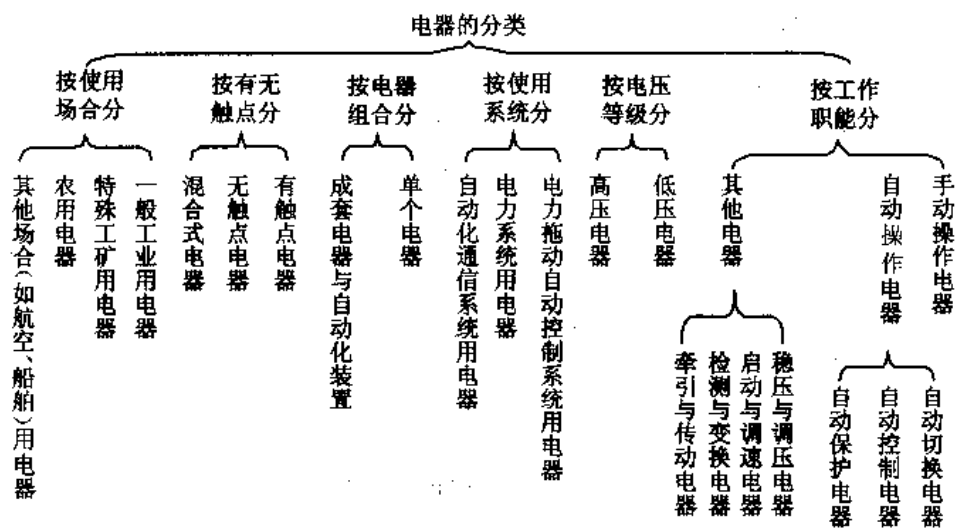 电器的分类
按使用
场合分
按有无
触点分
按电器
组合分
按使用
系统分
按电压
等级分
按工作
职能分
其他场合(如航空、船舶)用电器
农用电器
特殊工矿用电器
一般工业用电器
混合式电器
无触点电器
有触点电器
成套电器与自动化装置
单个电器
自动化通信系统用电器
电力系统用电器
电力拖动自动控制系统用电器
高压电器
低压电器
其他电器
自动操作电器
手动操作电器
牵引与传动电器
检测与变换电器
启动与调速电器
稳压与调压电器
自动保护电器
自动控制电器
自动切换电器